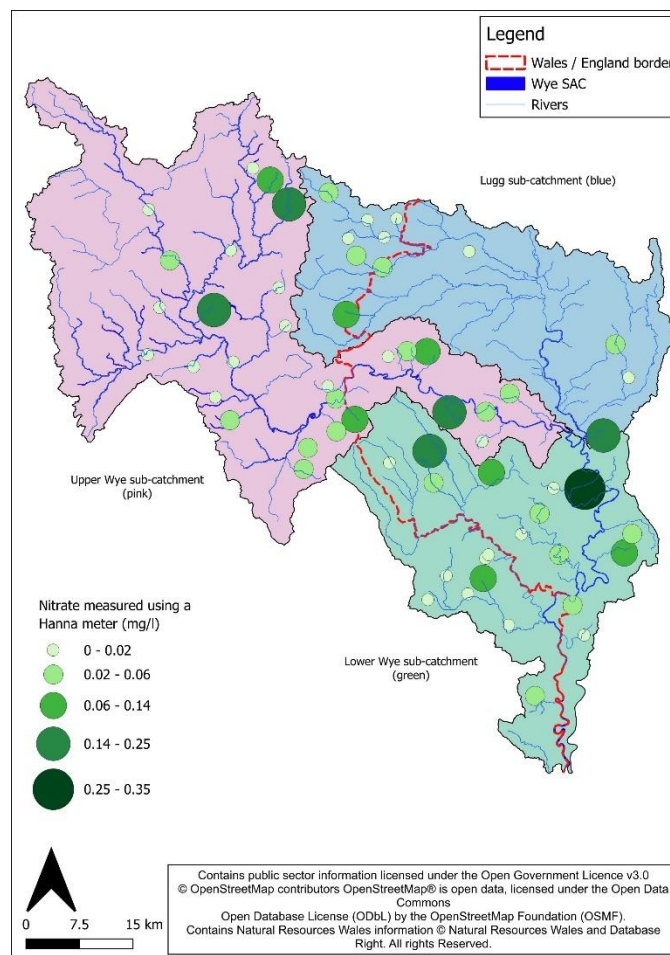 Legend
Wales / England border
Wye SAC
Rivers
Lugg sub-catchment (blue)
Upper Wye sub-catchment
(pink)
Nitrate measured using a
Hanna meter (mg/l)
0 - 0.02
0.02 - 0.06
0.06 - 0.14
0.14 - 0.25
0.25 - 0.35
Lower Wye sub-catchment
(green)
0 7.5 15 km
Contains public sector information licensed under the Open Government Licence v3.0
© OpenStreetMap contributors OpenStreetMap® is open data, licensed under the Open Data
Commons
Open Database License (ODbL) by the OpenStreetMap Foundation (OSMF).
Contains Natural Resources Wales information © Natural Resources Wales and Database
Right. All rights Reserved.